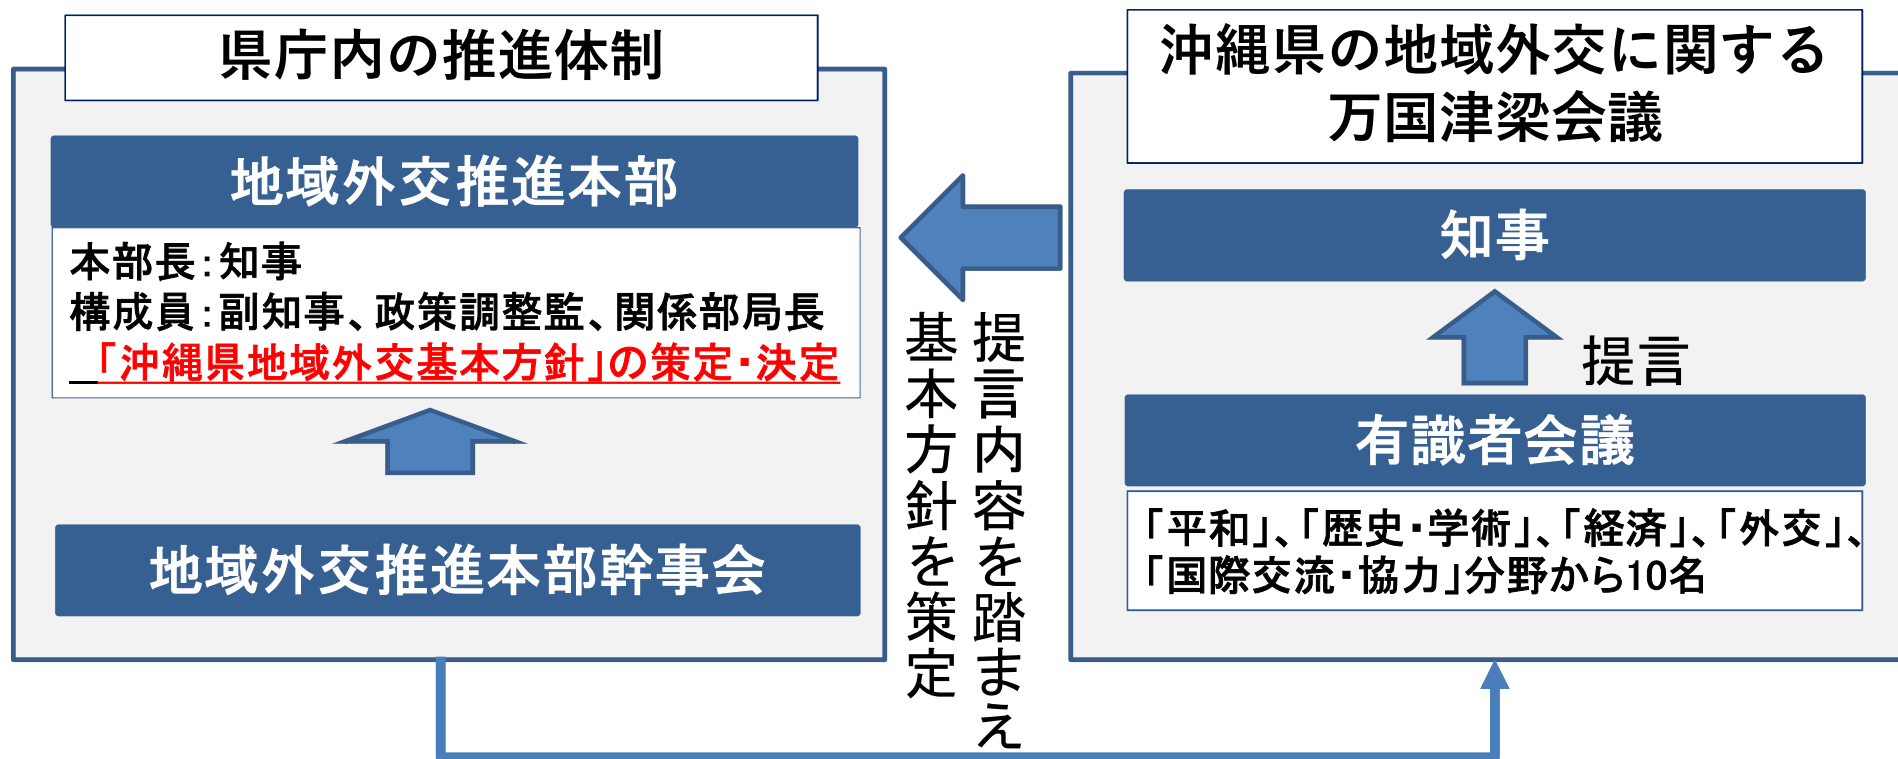 県庁内の推進体制
地域外交推進本部
本部長：知事
構成員：副知事、政策調整監、関係部局長
「沖縄県地域外交基本方針」の策定・決定
地域外交推進本部幹事会
提言内容を踏まえ
基本方針を策定
沖縄県の地域外交に関する
万国津梁会議
知事
提言
有識者会議
「平和」、「歴史・学術」、「経済」、「外交」、
「国際交流・協力」分野から10名